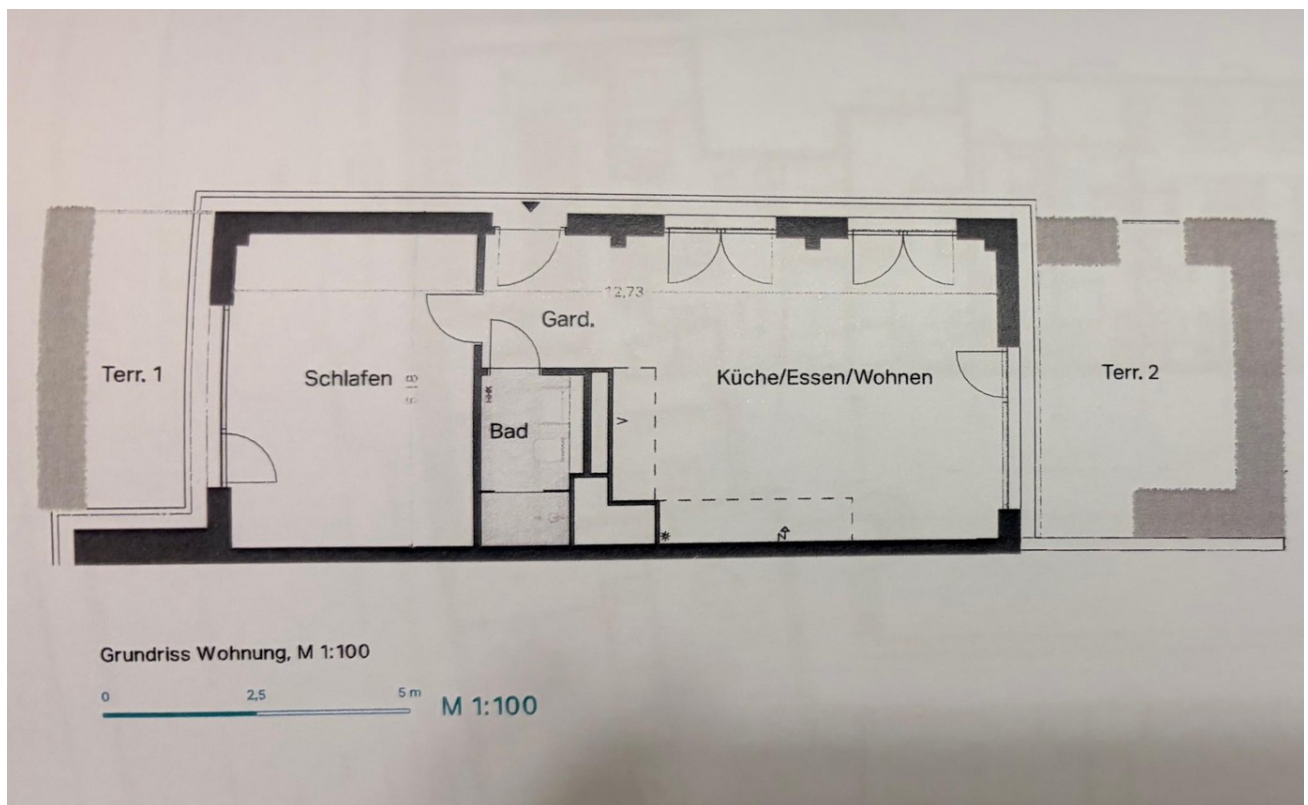 12,73
Gard.
Terr. 1
Schlafen
Küche/Essen/Wohnen
Terr. 2
HHK
V
Bad
Grundriss Wohnung, M 1:100
0 2,5 5 m
M 1:100